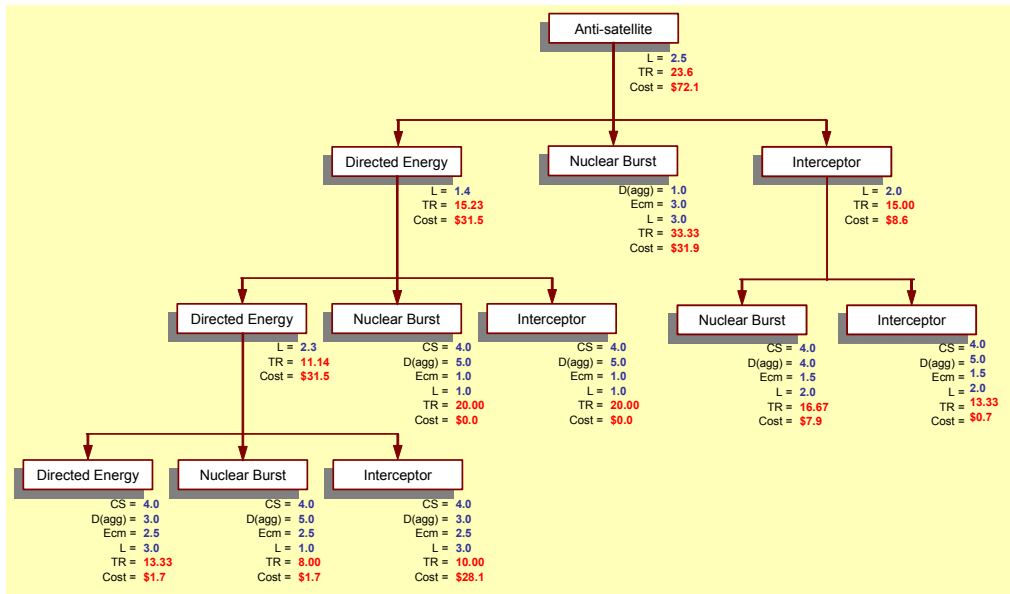 Anti-satellite
L = 2.5
TR = 23.6
Cost = $72.1
Directed Energy
L = 1.4
TR = 15.23
Cost = $31.5
Nuclear Burst
D(agg) = 1.0
Ecm = 3.0
L = 3.0
TR = 33.33
Cost = $31.9
Interceptor
L = 2.0
TR = 15.00
Cost = $8.6
Directed Energy
L = 2.3
TR = 11.14
Cost = $31.5
Nuclear Burst
CS = 4.0
D(agg) = 5.0
Ecm = 1.0
L = 1.0
TR = 20.00
Cost = $0.0
Interceptor
CS = 4.0
D(agg) = 5.0
Ecm = 1.0
L = 1.0
TR = 20.00
Cost = $0.0
Nuclear Burst
CS = 4.0
D(agg) = 4.0
Ecm = 1.5
L = 2.0
TR = 16.67
Cost = $7.9
Interceptor
CS = 4.0
D(agg) = 5.0
Ecm = 1.5
L = 2.0
TR = 13.33
Cost = $0.7
Directed Energy
CS = 4.0
D(agg) = 3.0
Ecm = 2.5
L = 3.0
TR = 13.33
Cost = $1.7
Nuclear Burst
CS = 4.0
D(agg) = 5.0
Ecm = 2.5
L = 1.0
TR = 8.00
Cost = $1.7
Interceptor
CS = 4.0
D(agg) = 3.0
Ecm = 2.5
L = 3.0
TR = 10.00
Cost = $28.1